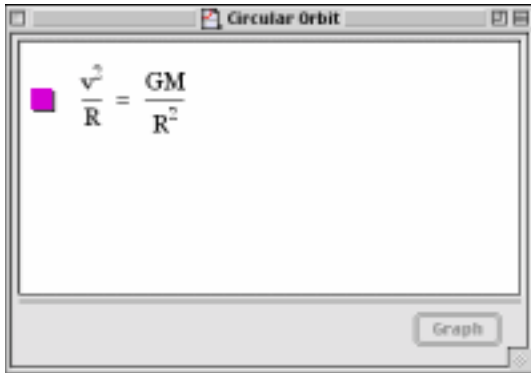 Circular Orbit
v²/R = GM/R²
Graph